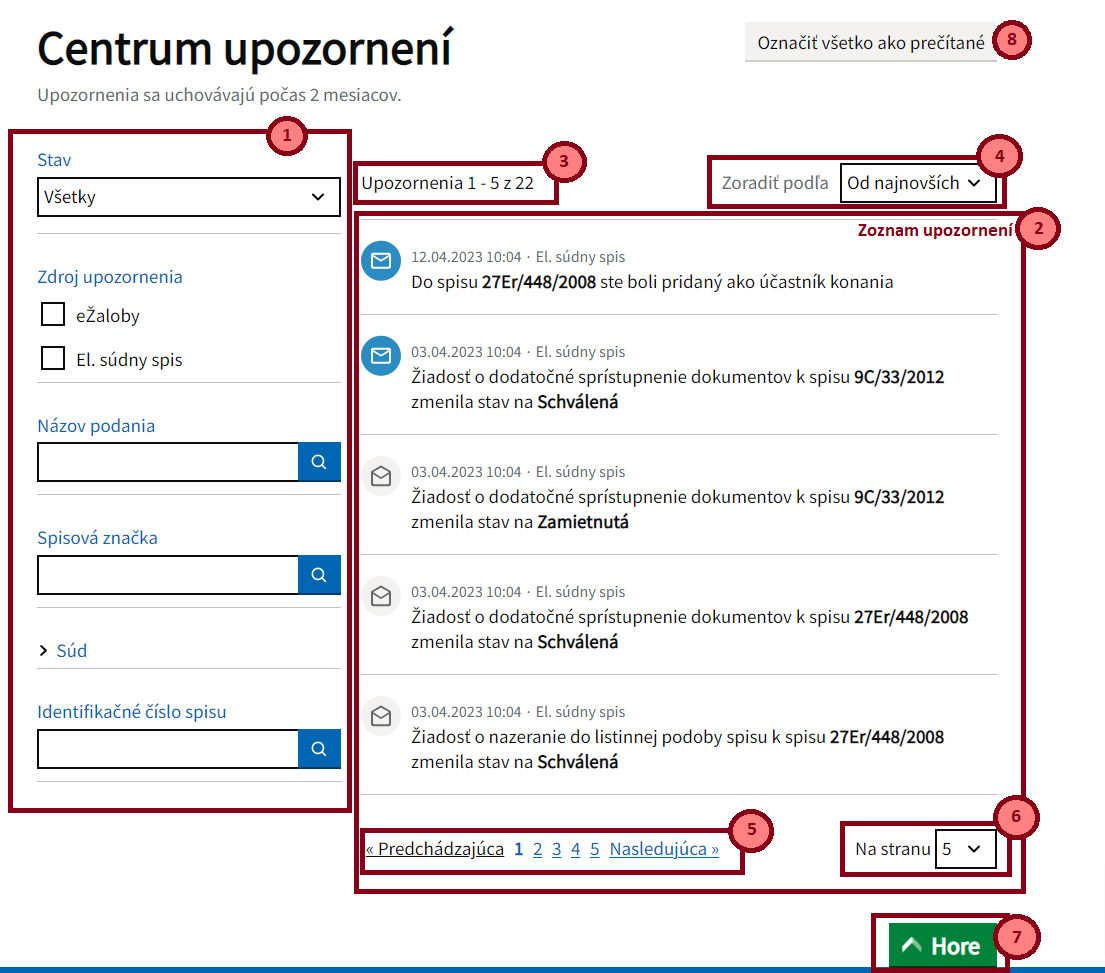 Centrum upozornení
Označiť všetko ako prečítané
8
Upozornenia sa uchovávajú počas 2 mesiacov.
1
Stav
Všetky
Zdroj upozornenia
eŽaloby
El. súdny spis
Názov podania
Spisová značka
Súd
Identifikačné číslo spisu
3
Upozornenia 1 - 5 z 22
4
Zoradiť podľa
Od najnovších
Zoznam upozornení
2
12.04.2023 10:04 · El. súdny spis
Do spisu 27Er/448/2008 ste boli pridaný ako účastník konania
03.04.2023 10:04 · El. súdny spis
Žiadosť o dodatočné sprístupnenie dokumentov k spisu 9C/33/2012
zmenila stav na Schválená
03.04.2023 10:04 · El. súdny spis
Žiadosť o dodatočné sprístupnenie dokumentov k spisu 9C/33/2012
zmenila stav na Zamietnutá
03.04.2023 10:04 · El. súdny spis
Žiadosť o dodatočné sprístupnenie dokumentov k spisu 27Er/448/2008
zmenila stav na Schválená
03.04.2023 10:04 · El. súdny spis
Žiadosť o nazeranie do listinnej podoby spisu k spisu 27Er/448/2008
zmenila stav na Schválená
5
« Predchádzajúca 1 2 3 4 5 Nasledujúca »
6
Na stranu 5
Hore
7